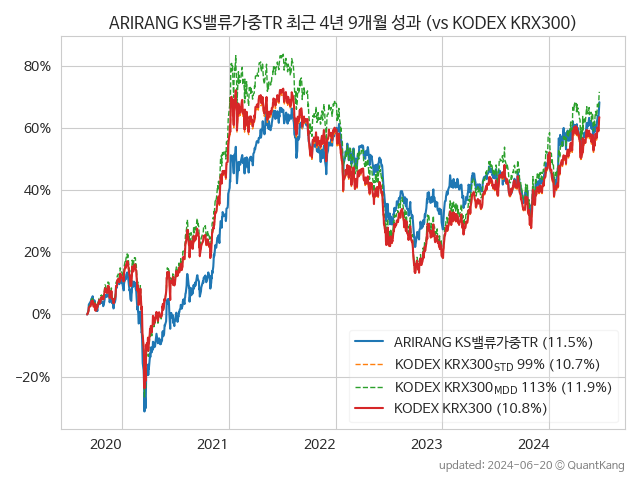 ARIRANG KS밸류가중TR 최근 4년 9개월 성과 (vs KODEX KRX300)
80%
60%
40%
20%
0%
−20%
ARIRANG KS밸류가중TR (11.5%)
KODEX KRX300STD 99% (10.7%)
KODEX KRX300MDD 113% (11.9%)
KODEX KRX300 (10.8%)
2020 2021 2022 2023 2024
updated: 2024-06-20 © QuantKang